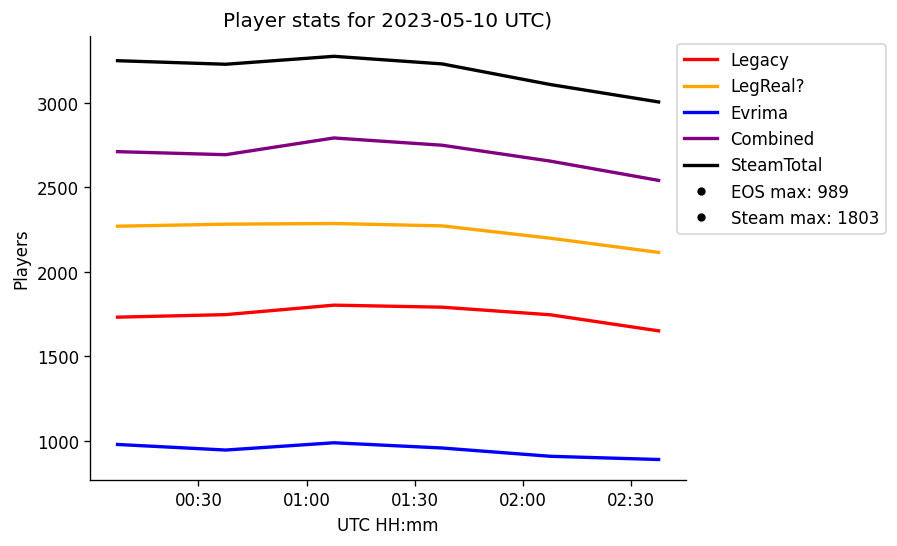 Player stats for 2023-05-10 UTC)
Legacy
LegReal?
Evrima
Combined
SteamTotal
EOS max: 989
Steam max: 1803
Players
3000
2500
2000
1500
1000
00:30
01:00
01:30
02:00
02:30
UTC HH:mm